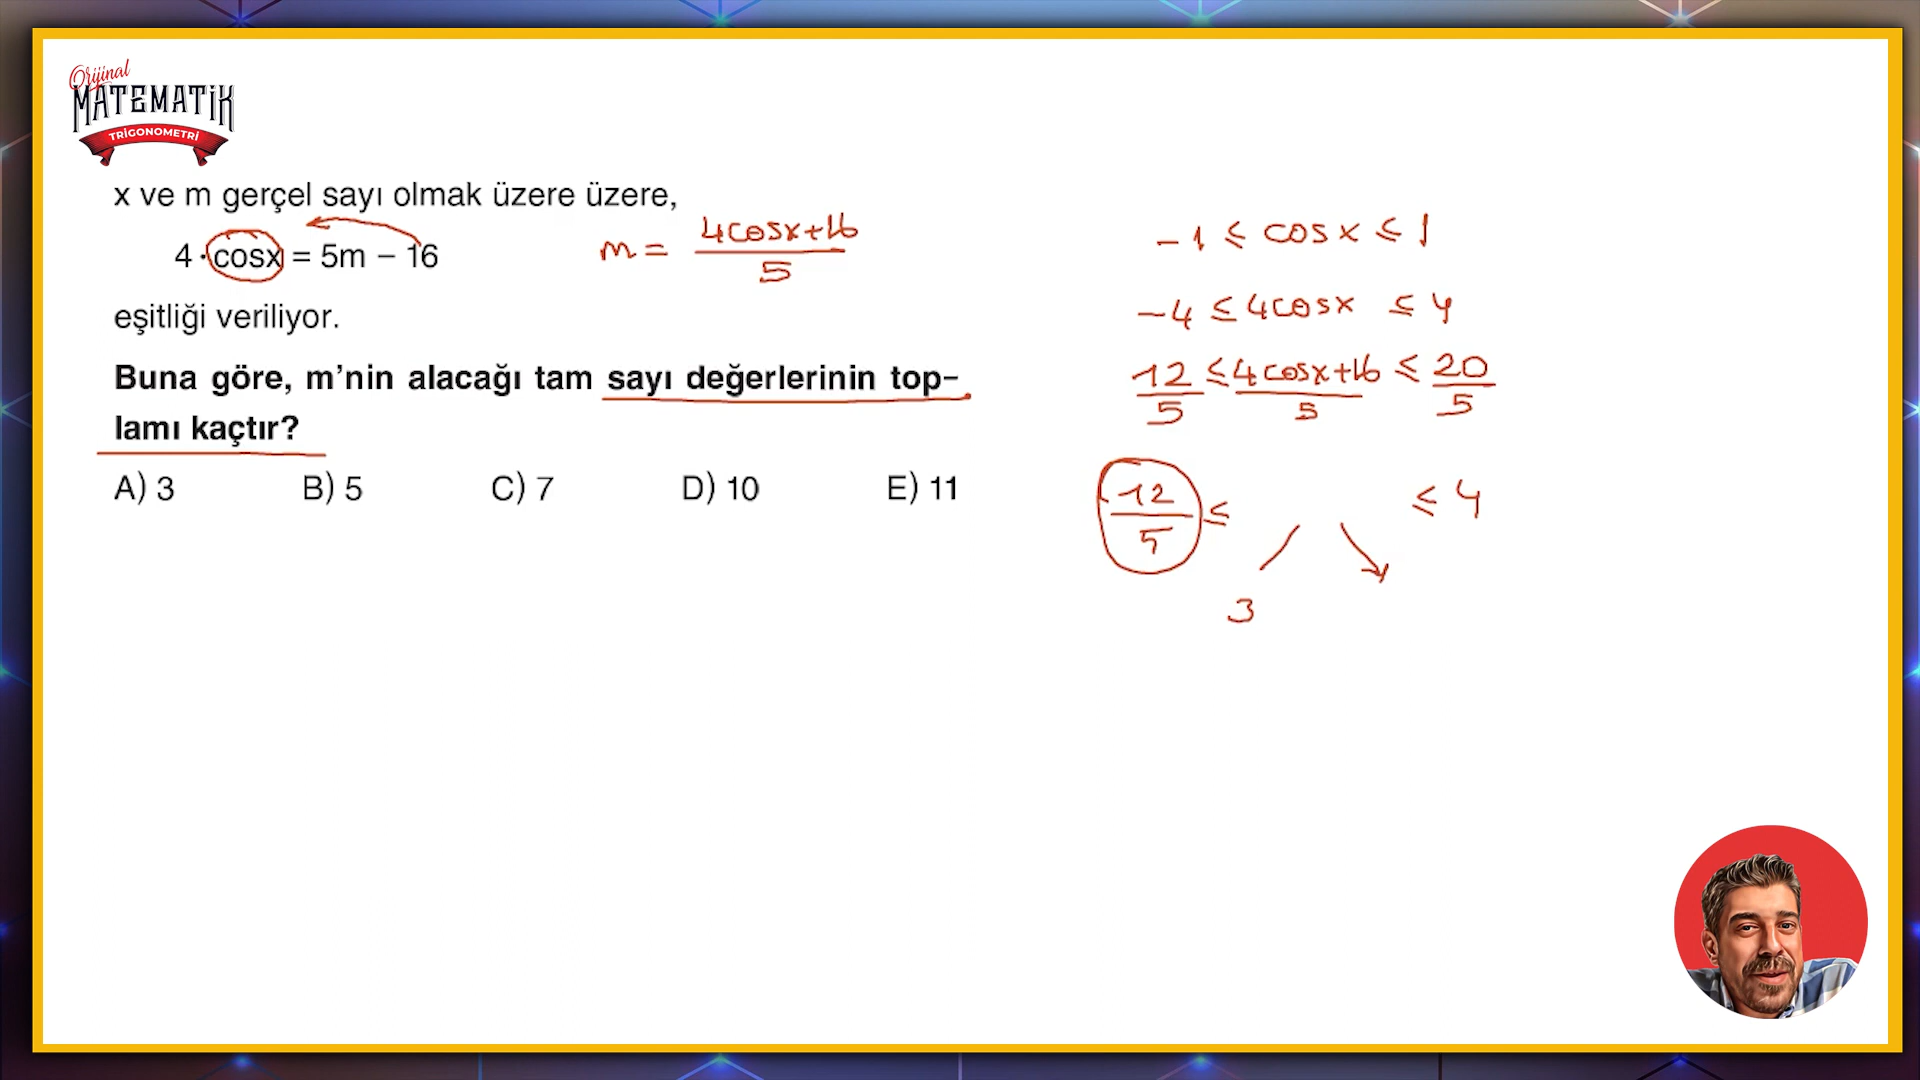 Orijinal
MATEMATİK
TRİGONOMETRİ
x ve m gerçel sayı olmak üzere üzere,
4 · cosx = 5m − 16
m = 4cosx+16 / 5
eşitliği veriliyor.
Buna göre, m’nin alacağı tam sayı değerlerinin top-
lamı kaçtır?
A) 3 B) 5 C) 7 D) 10 E) 11
-1 ≤ cosx ≤ 1
-4 ≤ 4cosx ≤ 4
12/5 ≤ 4cosx+16 / 5 ≤ 20/5
12/5 ≤ ≤ 4
3